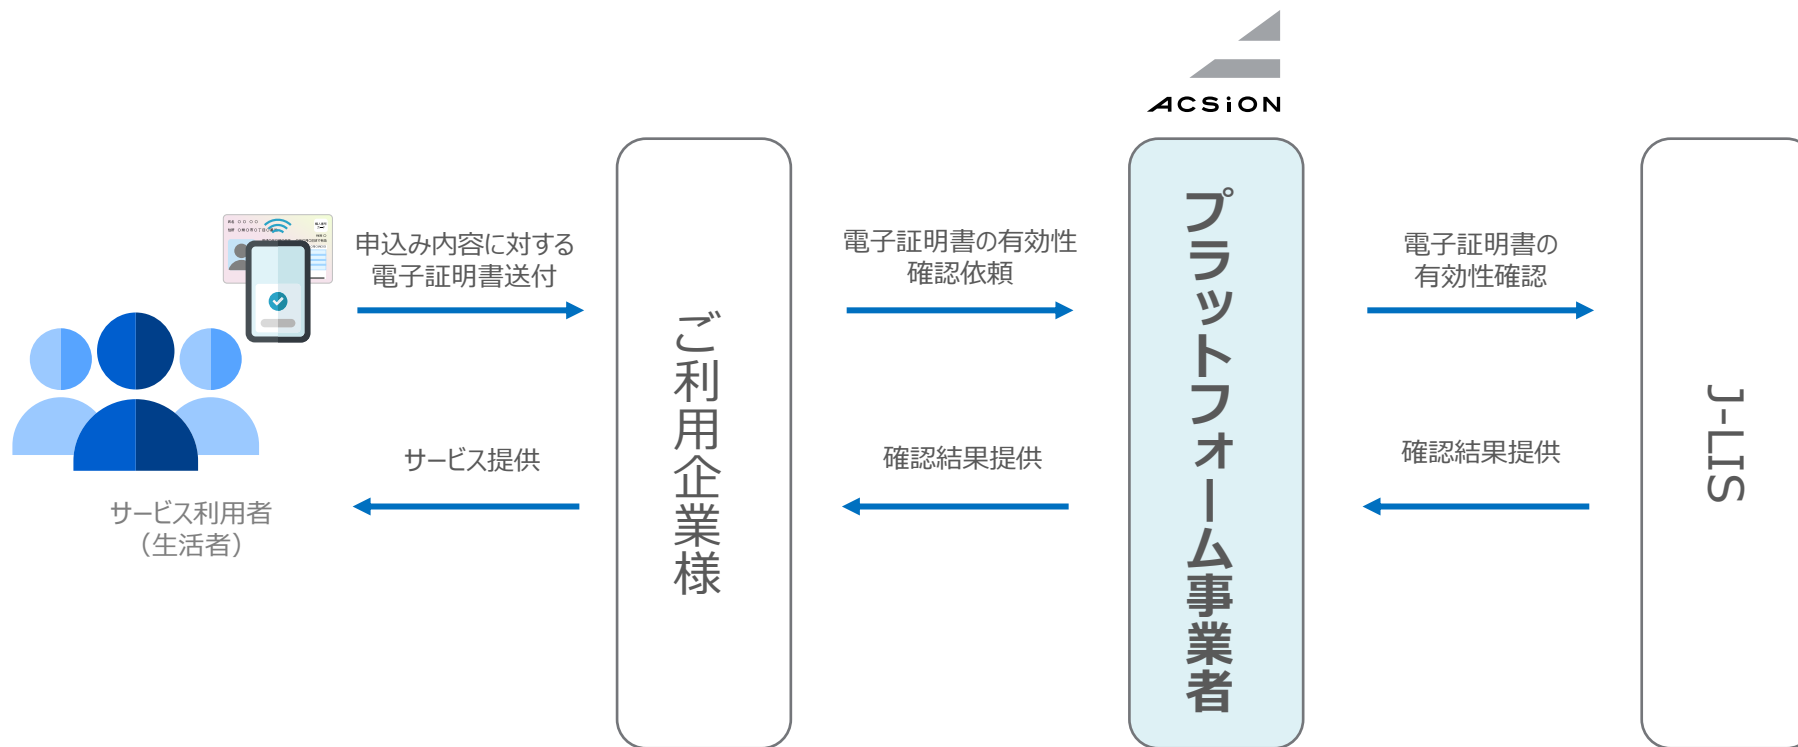 ACSiON
申込み内容に対する
電子証明書送付
電子証明書の有効性
確認依頼
電子証明書の
有効性確認
ご利用企業様
プラットフォーム事業者
J-LIS
サービス提供
確認結果提供
確認結果提供
サービス利用者
（生活者）